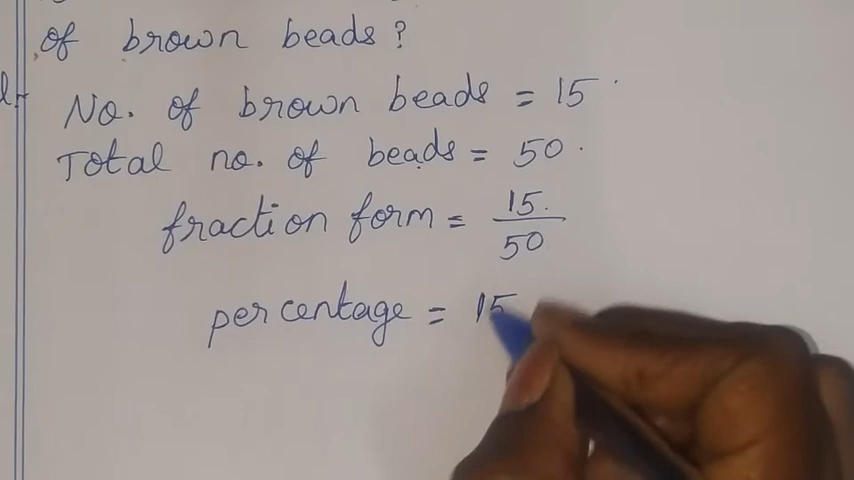 of brown beads?
No. of brown beads = 15.
Total no. of beads = 50.
fraction form = 15/50
percentage = 15